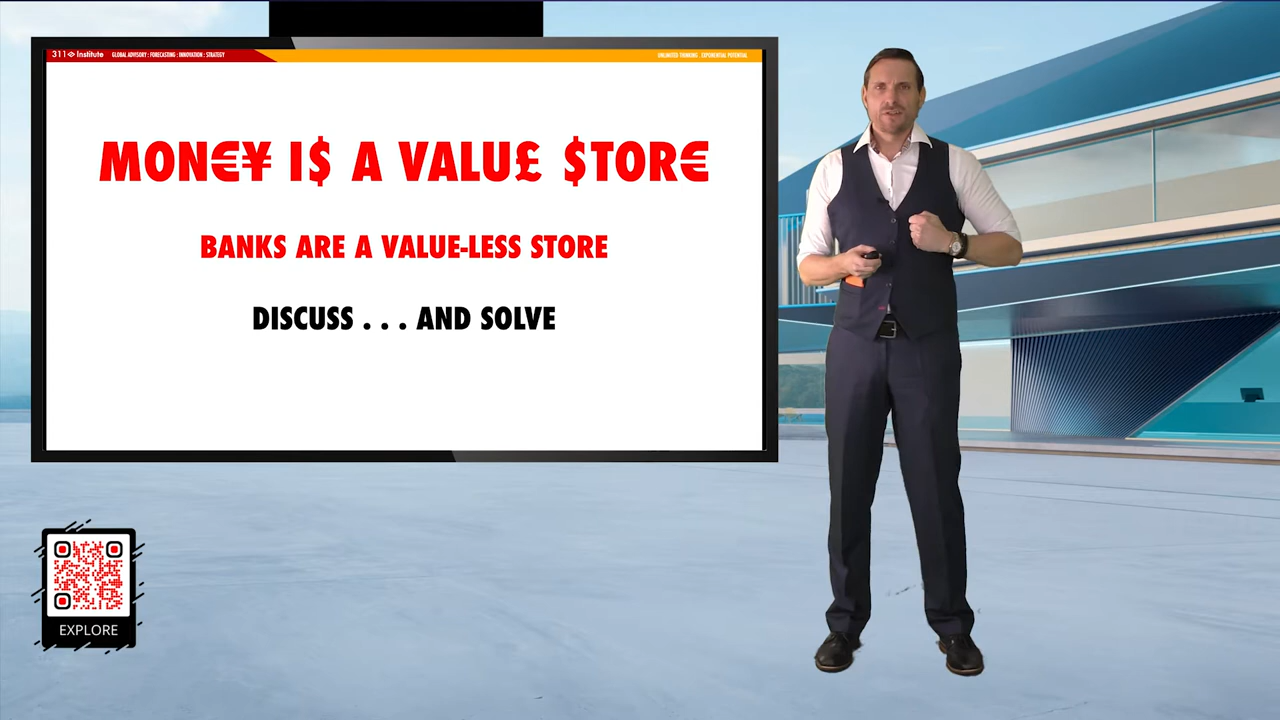 311 Institute GLOBAL ADVISORY : FORECASTING : INNOVATION : STRATEGY
UNLIMITED THINKING . EXPONENTIAL POTENTIAL
MON€¥ I$ A VALU£ $TOR€
BANKS ARE A VALUE-LESS STORE
DISCUSS . . . AND SOLVE
EXPLORE